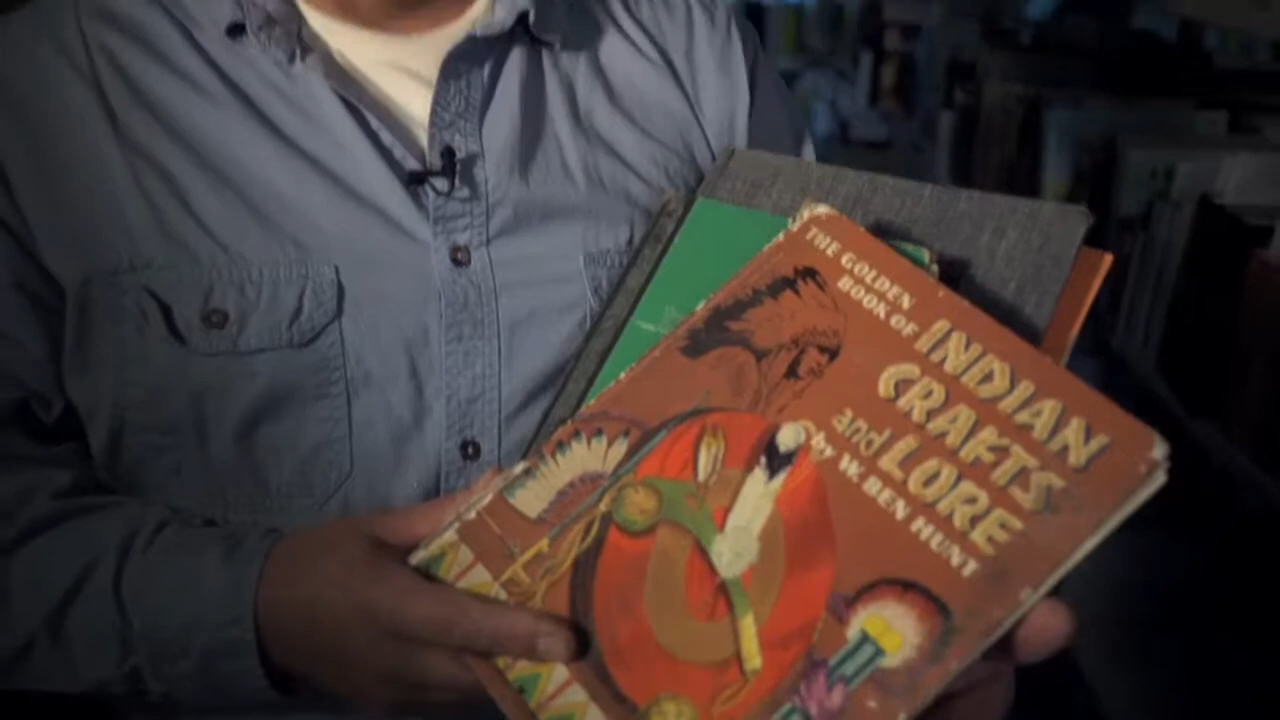 THE GOLDEN
BOOK OF
INDIAN
CRAFTS
and LORE
by W. BEN HUNT